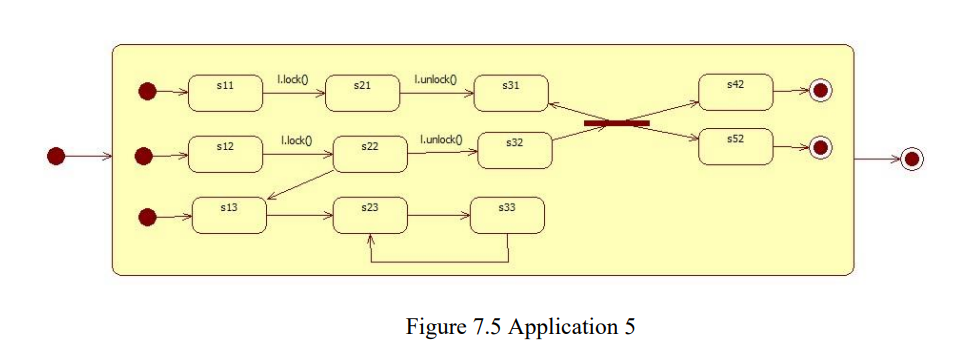 s11 l.lock() s21 l.unlock() s31 s42
s12 l.lock() s22 l.unlock() s32 s52
s13 s23 s33
Figure 7.5 Application 5